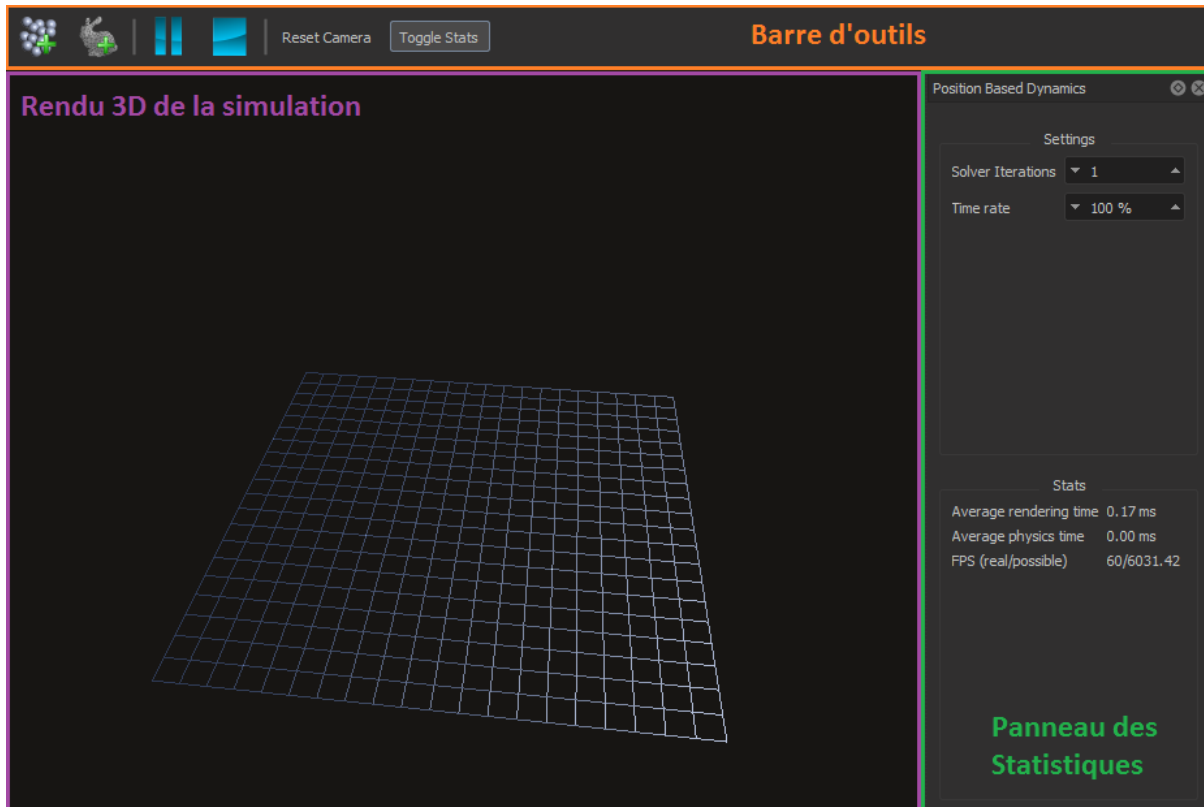 Reset Camera
Toggle Stats
Barre d'outils
Rendu 3D de la simulation
Position Based Dynamics
Settings
Solver Iterations 1
Time rate 100 %
Stats
Average rendering time 0.17 ms
Average physics time 0.00 ms
FPS (real/possible) 60/6031.42
Panneau des
Statistiques